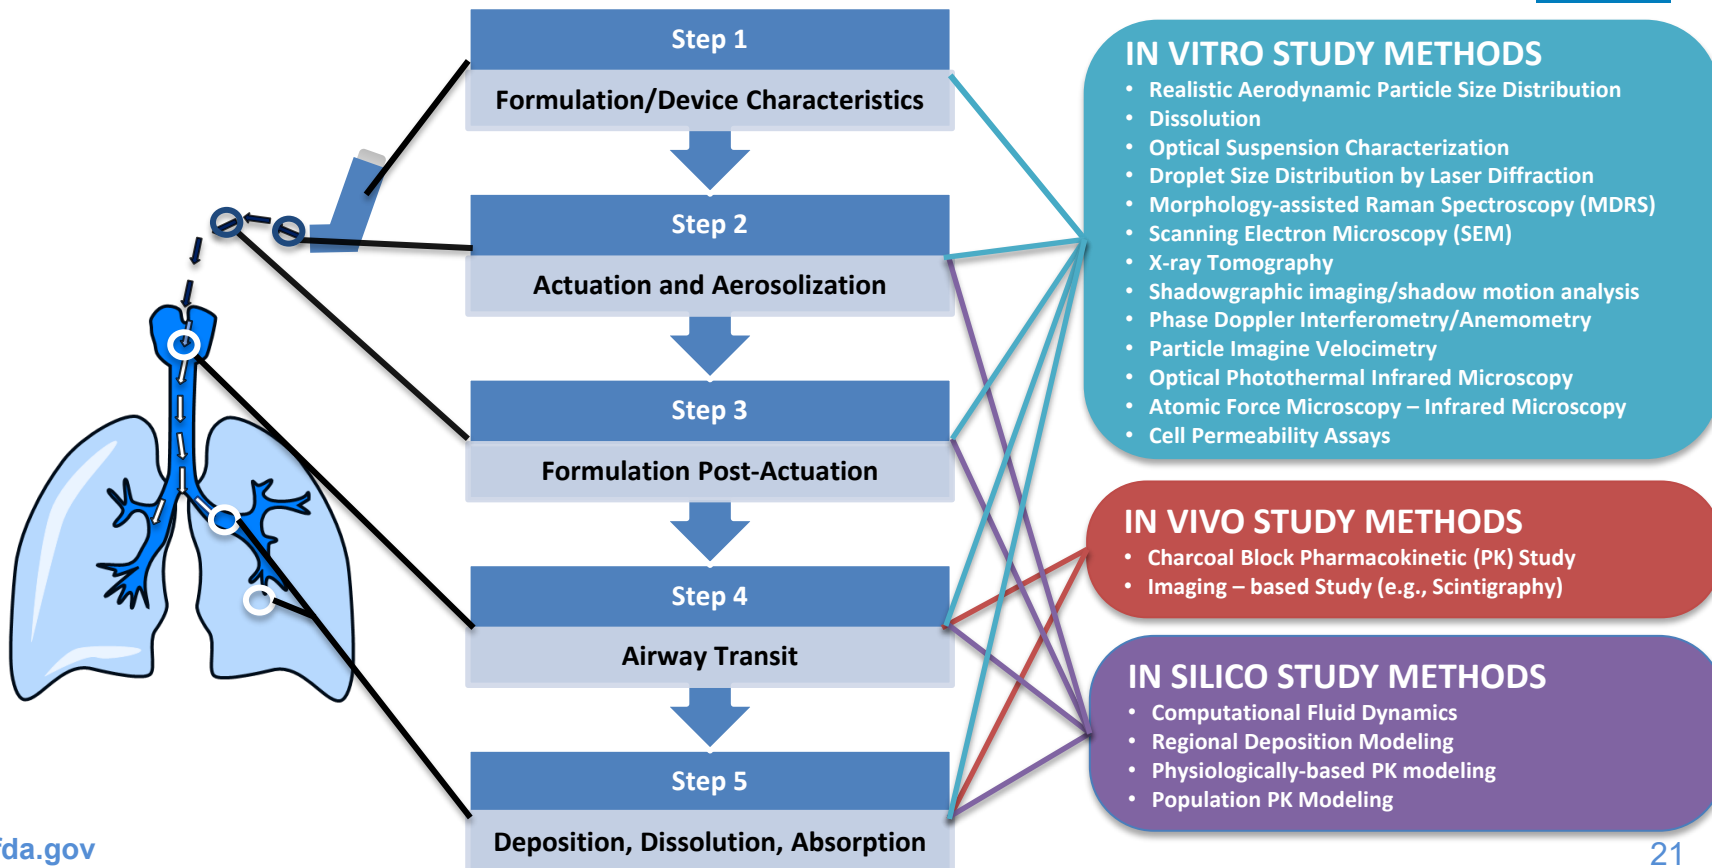 Step 1
Formulation/Device Characteristics
Step 2
Actuation and Aerosolization
Step 3
Formulation Post-Actuation
Step 4
Airway Transit
Step 5
Deposition, Dissolution, Absorption
IN VITRO STUDY METHODS
• Realistic Aerodynamic Particle Size Distribution
• Dissolution
• Optical Suspension Characterization
• Droplet Size Distribution by Laser Diffraction
• Morphology-assisted Raman Spectroscopy (MDRS)
• Scanning Electron Microscopy (SEM)
• X-ray Tomography
• Shadowgraphic imaging/shadow motion analysis
• Phase Doppler Interferometry/Anemometry
• Particle Imagine Velocimetry
• Optical Photothermal Infrared Microscopy
• Atomic Force Microscopy – Infrared Microscopy
• Cell Permeability Assays
IN VIVO STUDY METHODS
• Charcoal Block Pharmacokinetic (PK) Study
• Imaging – based Study (e.g., Scintigraphy)
IN SILICO STUDY METHODS
• Computational Fluid Dynamics
• Regional Deposition Modeling
• Physiologically-based PK modeling
• Population PK Modeling
fda.gov
21